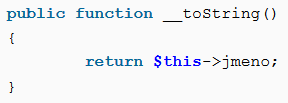 public function __toString()
{
        return $this->jmeno;
}